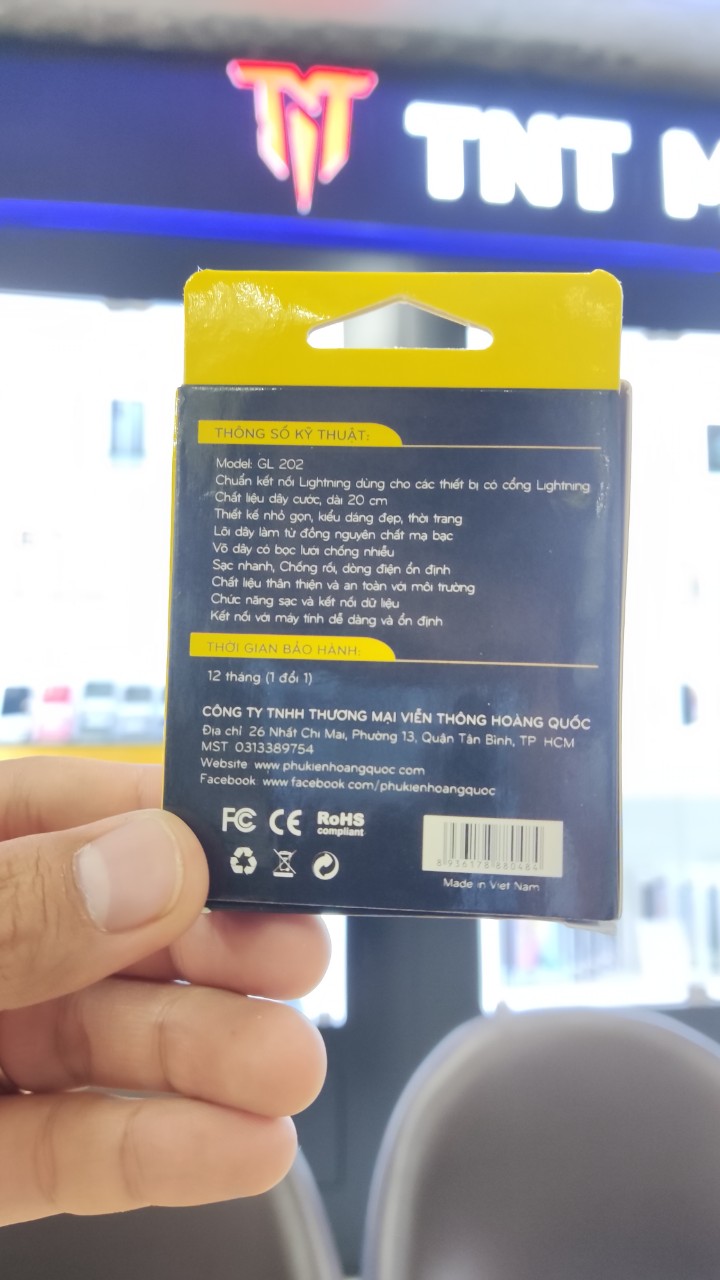 TNT M
THÔNG SỐ KỸ THUẬT:
Model: GL 202
Chuẩn kết nối Lightning dùng cho các thiết bị có cổng Lightning
Chất liệu dây cước, dài 20 cm
Thiết kế nhỏ gọn, kiểu dáng đẹp, thời trang
Lõi dây làm từ đồng nguyên chất mạ bạc
Võ dây có bọc lưới chống nhiễu
Sạc nhanh, Chống rối, dòng điện ổn định
Chất liệu thân thiện và an toàn với môi trường
Chức năng sạc và kết nối dữ liệu
Kết nối với máy tính dễ dàng và ổn định
THỜI GIAN BẢO HÀNH:
12 tháng (1 đổi 1)
CÔNG TY TNHH THƯƠNG MẠI VIỄN THÔNG HOÀNG QUỐC
Địa chỉ 26 Nhất Chi Mai, Phường 13, Quận Tân Bình, TP HCM
MST 0313389754
Website www.phukienhoangquoc.com
Facebook www.facebook.com/phukienhoangquoc
FC CE RoHS
compliant
8 936178 680484
Made in Viet Nam